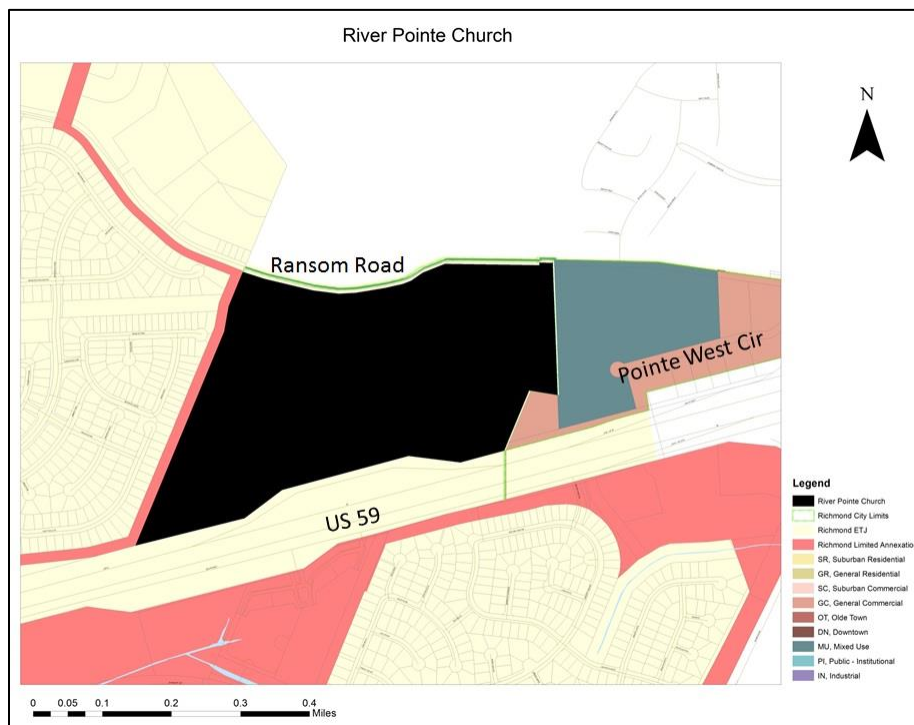 River Pointe Church
N
Ransom Road
Pointe West Cir
US 59
Legend
River Pointe Church
Richmond City Limits
Richmond ETJ
Richmond Limited Annexatio
SR, Suburban Residential
GR, General Residential
SC, Suburban Commercial
GC, General Commercial
OT, Olde Town
DN, Downtown
MU, Mixed Use
PI, Public - Institutional
IN, Industrial
0 0.05 0.1 0.2 0.3 0.4
Miles